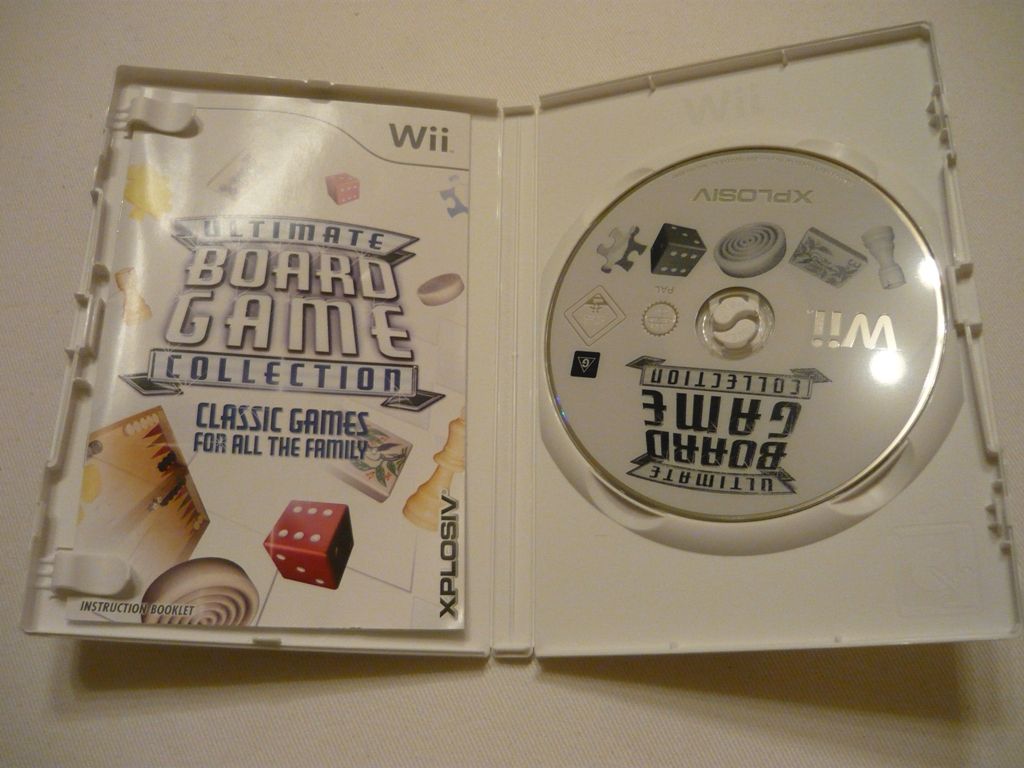 Wii
ULTIMATE
BOARD
GAME
COLLECTION
CLASSIC GAMES
FOR ALL THE FAMILY
XPLOSIV
INSTRUCTION BOOKLET
Wii
XPLOSIV
PAL
Wii
G
ULTIMATE
BOARD
GAME
COLLECTION